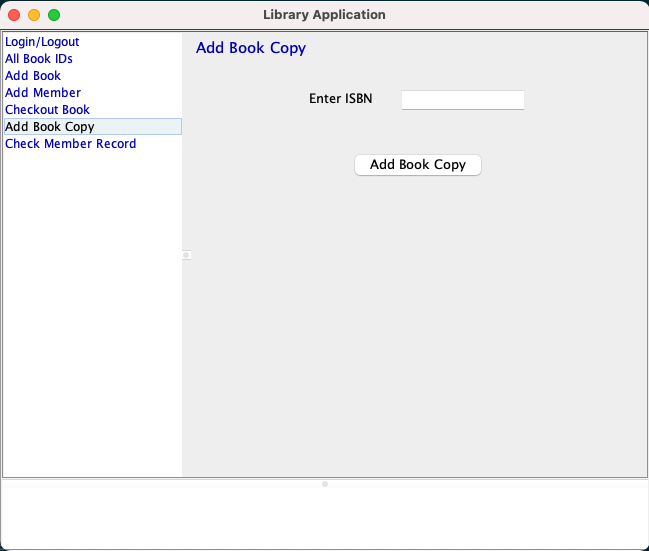 Library Application
Login/Logout
All Book IDs
Add Book
Add Member
Checkout Book
Add Book Copy
Check Member Record
Add Book Copy
Enter ISBN
Add Book Copy